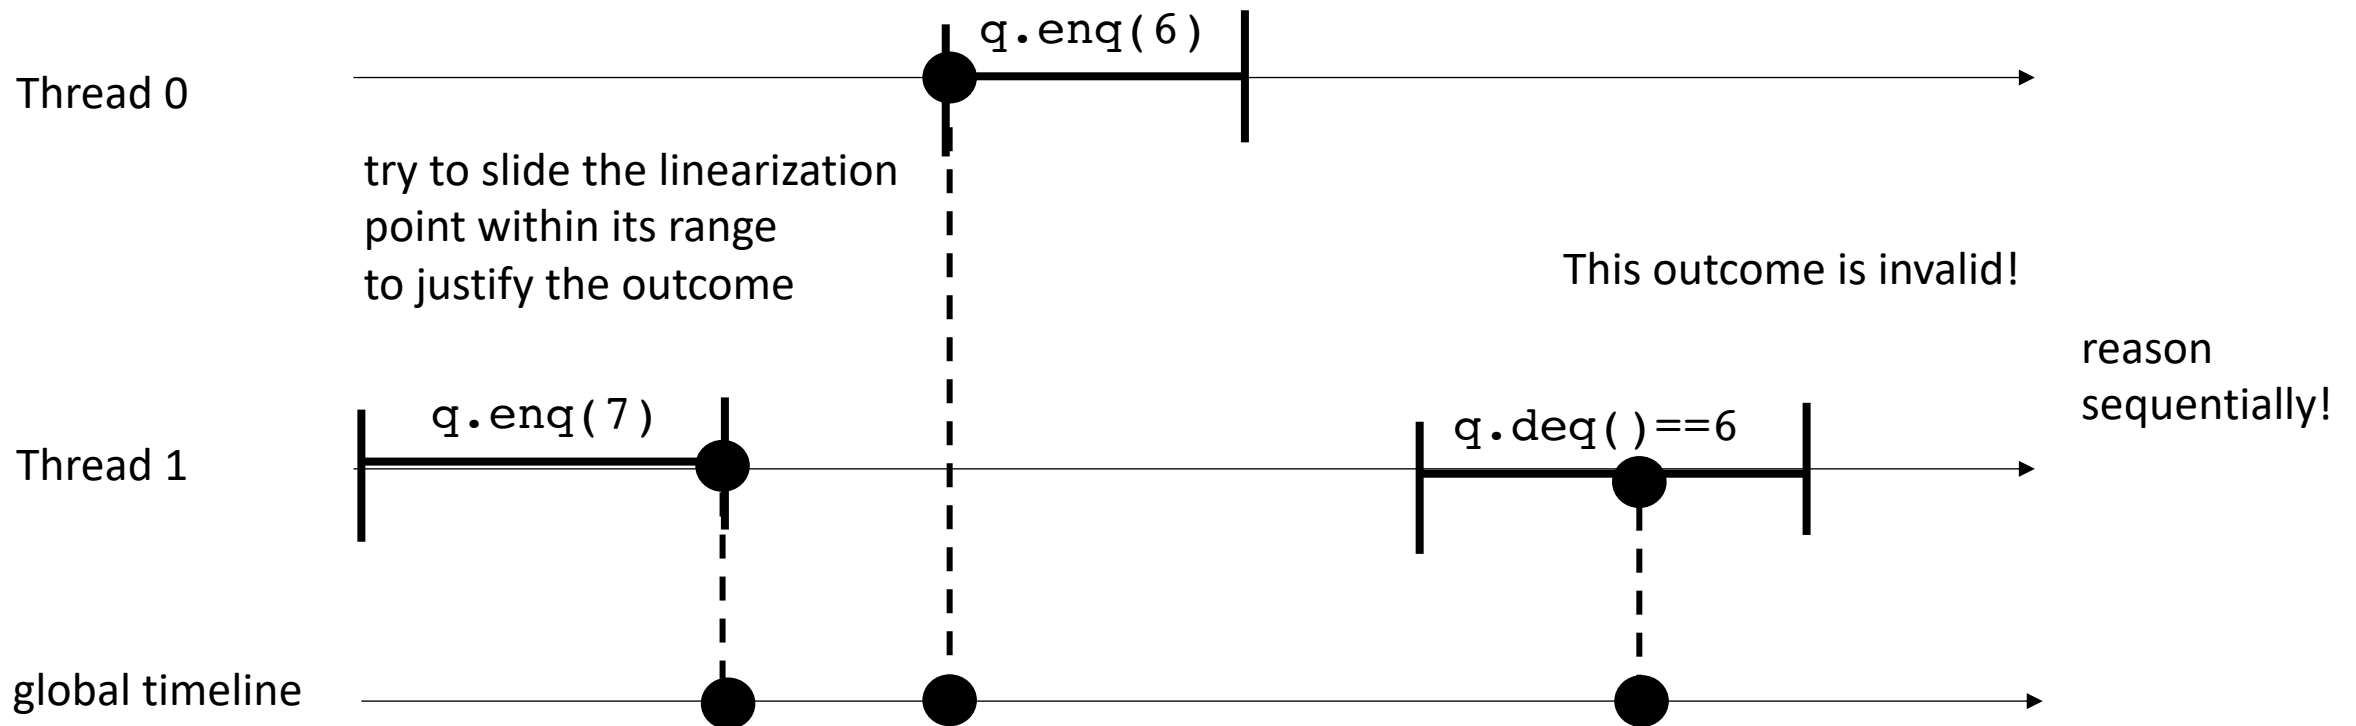 q.enq(6)
Thread 0
try to slide the linearization
point within its range
to justify the outcome
This outcome is invalid!
reason
sequentially!
q.enq(7)
q.deq()==6
Thread 1
global timeline